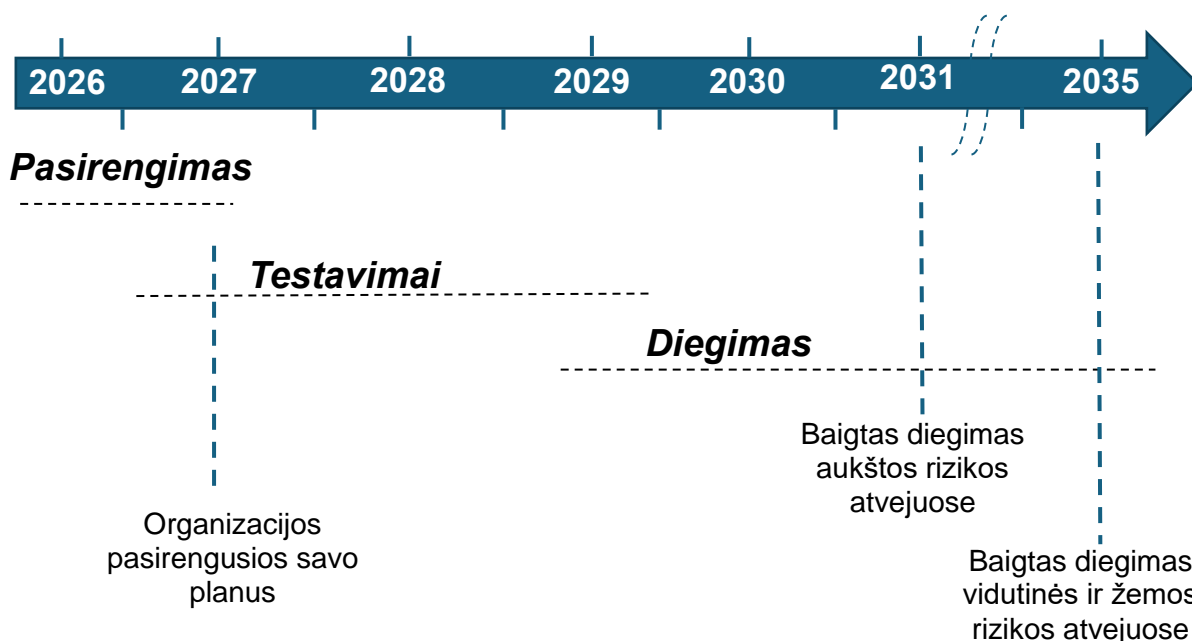 2026 2027 2028 2029 2030 2031 2035
Pasirengimas
Testavimai
Diegimas
Baigtas diegimas
aukštos rizikos
atvejuose
Organizacijos
pasirengusios savo
planus
Baigtas diegimas
vidutinės ir žemos
rizikos atvejuose